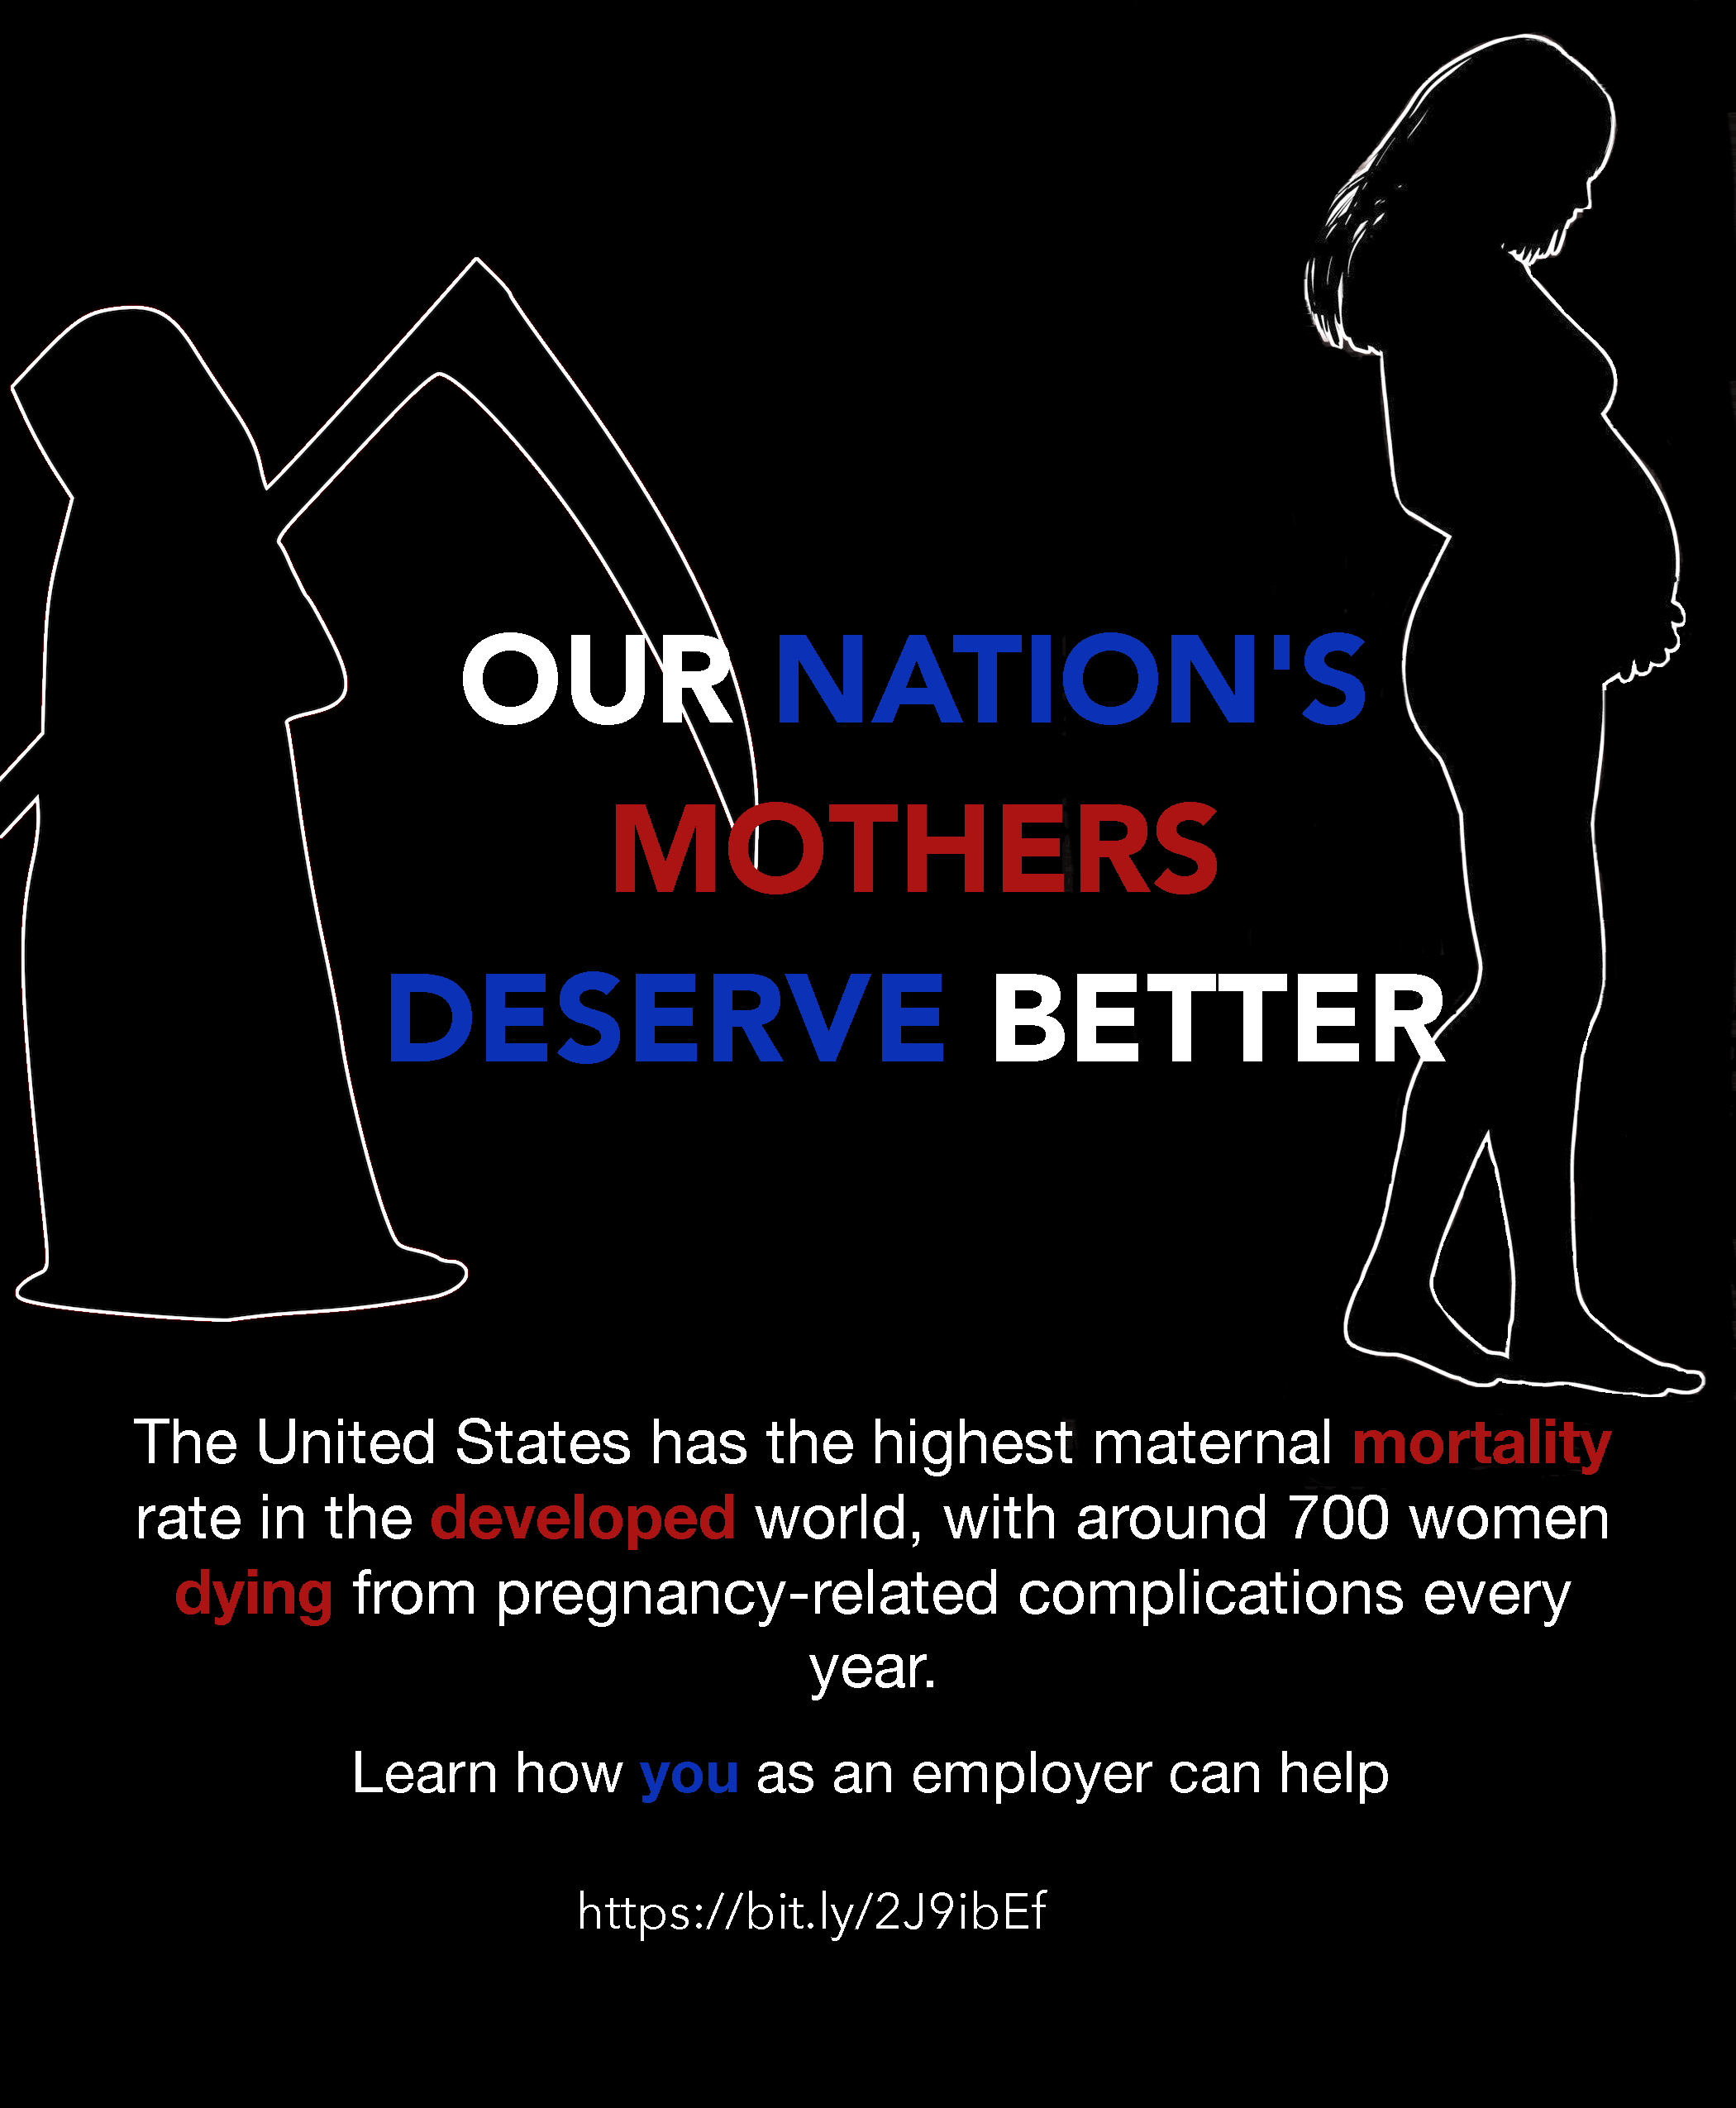 OUR NATION'S
MOTHERS
DESERVE BETTER
The United States has the highest maternal mortality
rate in the developed world, with around 700 women
dying from pregnancy-related complications every
year.
Learn how you as an employer can help
https://bit.ly/2J9ibEf